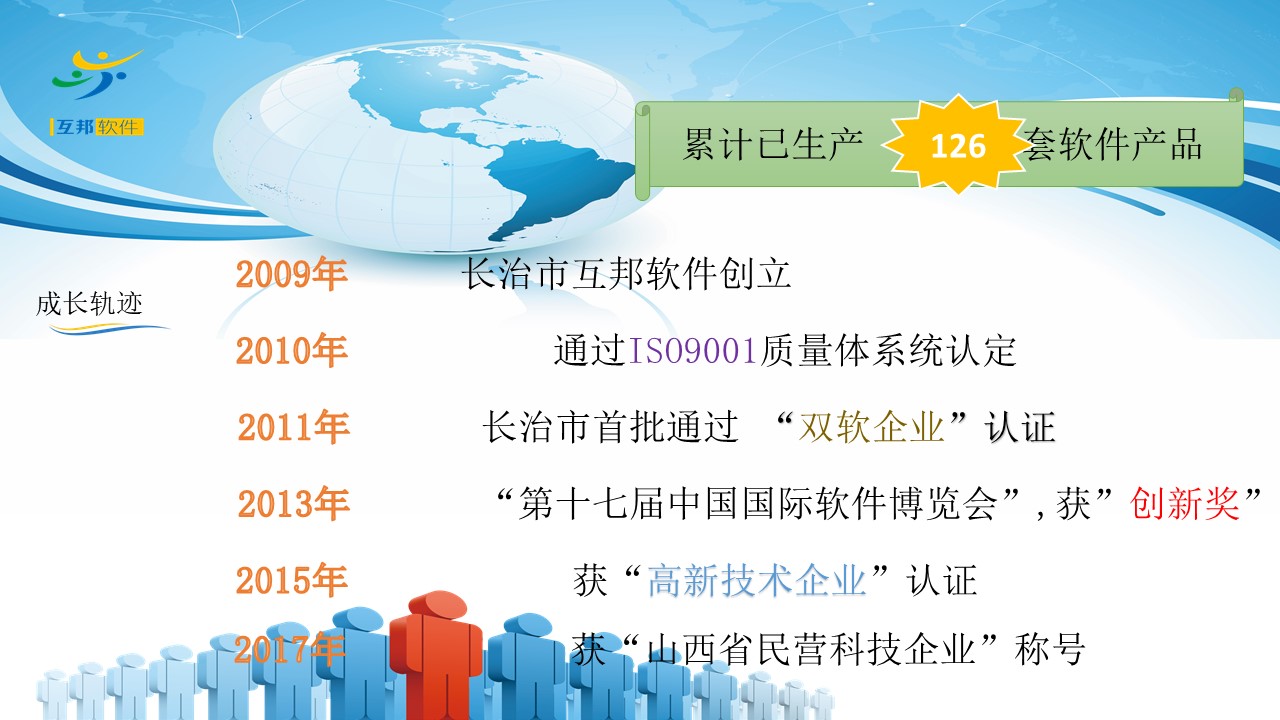 互邦软件
累计已生产 126 套软件产品
成长轨迹
2009年 长治市互邦软件创立
2010年 通过ISO9001质量体系统认定
2011年 长治市首批通过 “双软企业”认证
2013年 “第十七届中国国际软件博览会”,获”创新奖”
2015年 获“高新技术企业”认证
2017年 获“山西省民营科技企业”称号